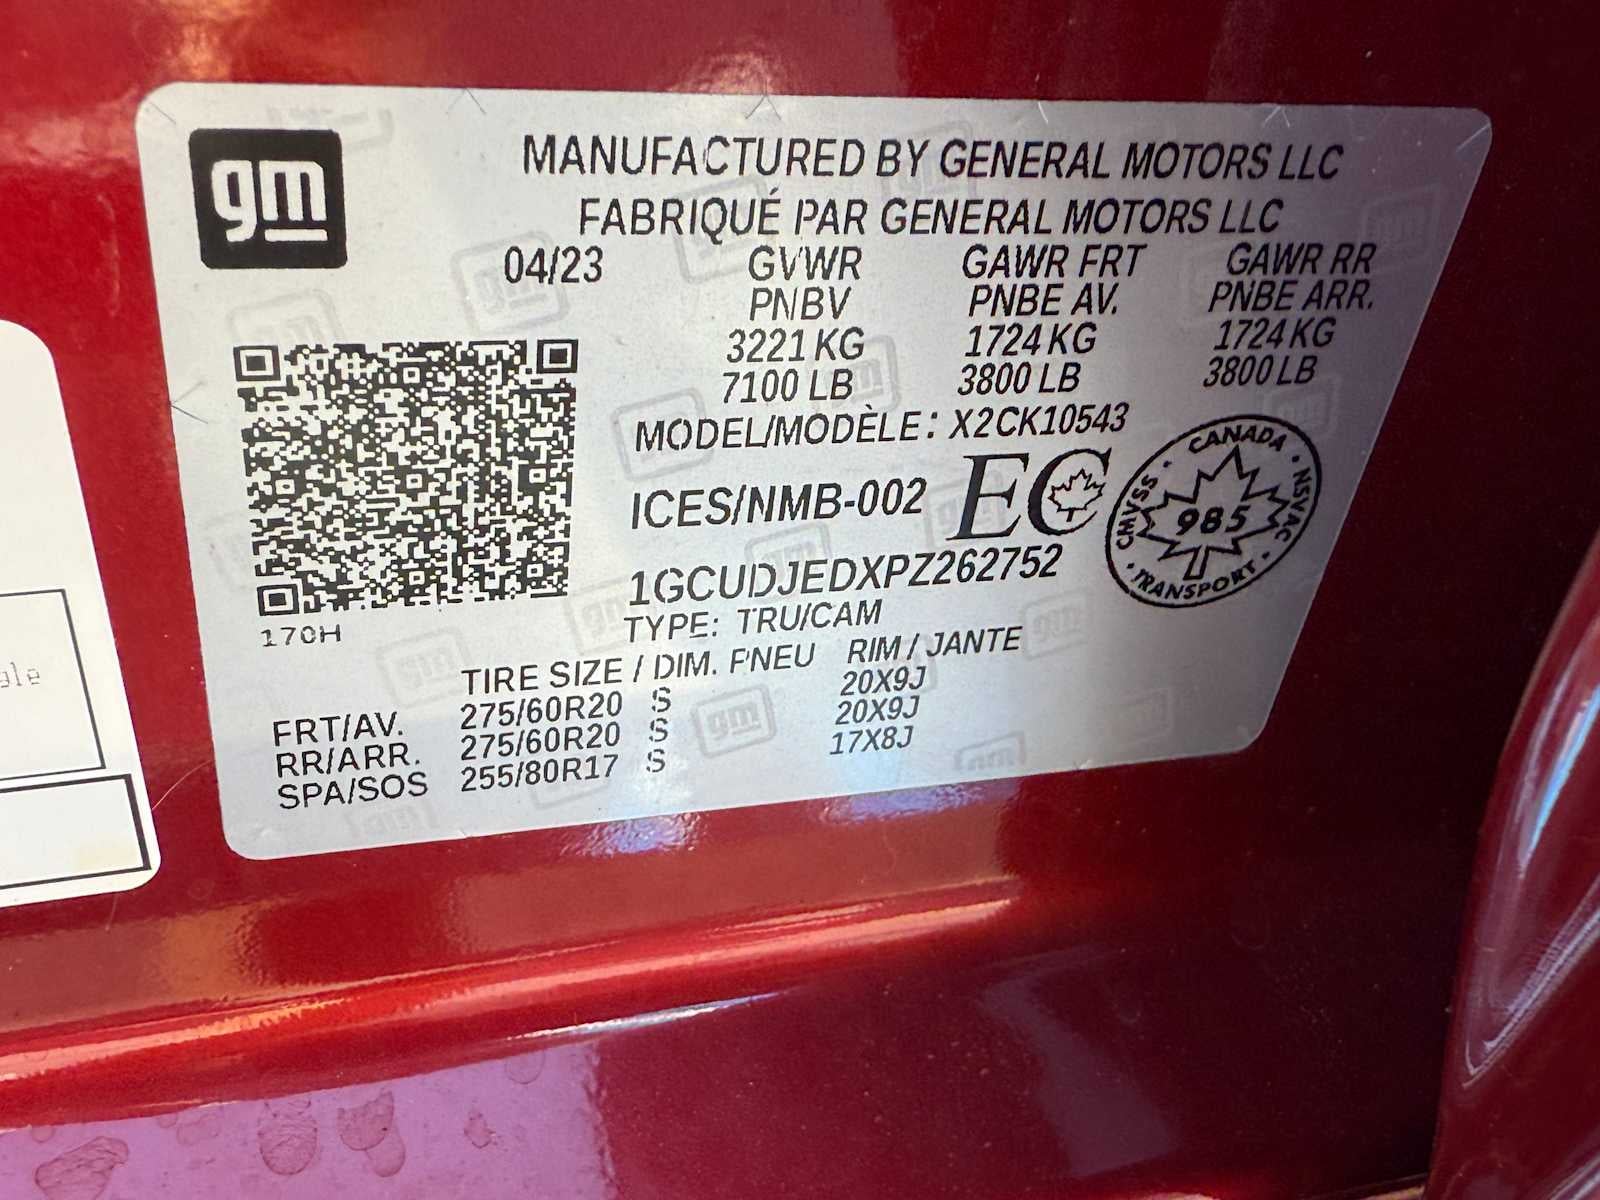 gm
MANUFACTURED BY GENERAL MOTORS LLC
FABRIQUÉ PAR GENERAL MOTORS LLC
04/23 GVWR GAWR FRT GAWR RR
PNBV PNBE AV. PNBE ARR.
3221 KG 1724 KG 1724 KG
7100 LB 3800 LB 3800 LB
MODEL/MODÈLE: X2CK10543
ICES/NMB-002 EC
CANADA
CMVSS · NSVAC
985
TRANSPORT
1GCUDJEDXPZ262752
170H
TYPE: TRU/CAM
TIRE SIZE / DIM. PNEU RIM / JANTE
FRT/AV. 275/60R20 S 20X9J
RR/ARR. 275/60R20 S 20X9J
SPA/SOS 255/80R17 S 17X8J